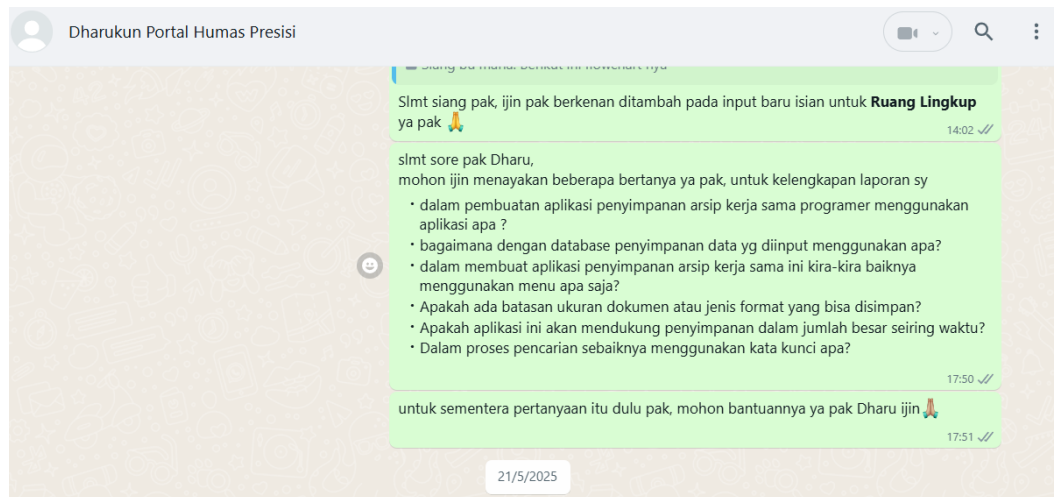 Dharukun Portal Humas Presisi
Slmt siang pak, ijin pak berkenan ditambah pada input baru isian untuk Ruang Lingkup
ya pak 🙏
14:02
slmt sore pak Dharu,
mohon ijin menayakan beberapa bertanya ya pak, untuk kelengkapan laporan sy
• dalam pembuatan aplikasi penyimpanan arsip kerja sama programer menggunakan
aplikasi apa ?
• bagaimana dengan database penyimpanan data yg diinput menggunakan apa?
• dalam membuat aplikasi penyimpanan arsip kerja sama ini kira-kira baiknya
menggunakan menu apa saja?
• Apakah ada batasan ukuran dokumen atau jenis format yang bisa disimpan?
• Apakah aplikasi ini akan mendukung penyimpanan dalam jumlah besar seiring waktu?
• Dalam proses pencarian sebaiknya menggunakan kata kunci apa?
17:50
untuk sementera pertanyaan itu dulu pak, mohon bantuannya ya pak Dharu ijin🙏
17:51
21/5/2025